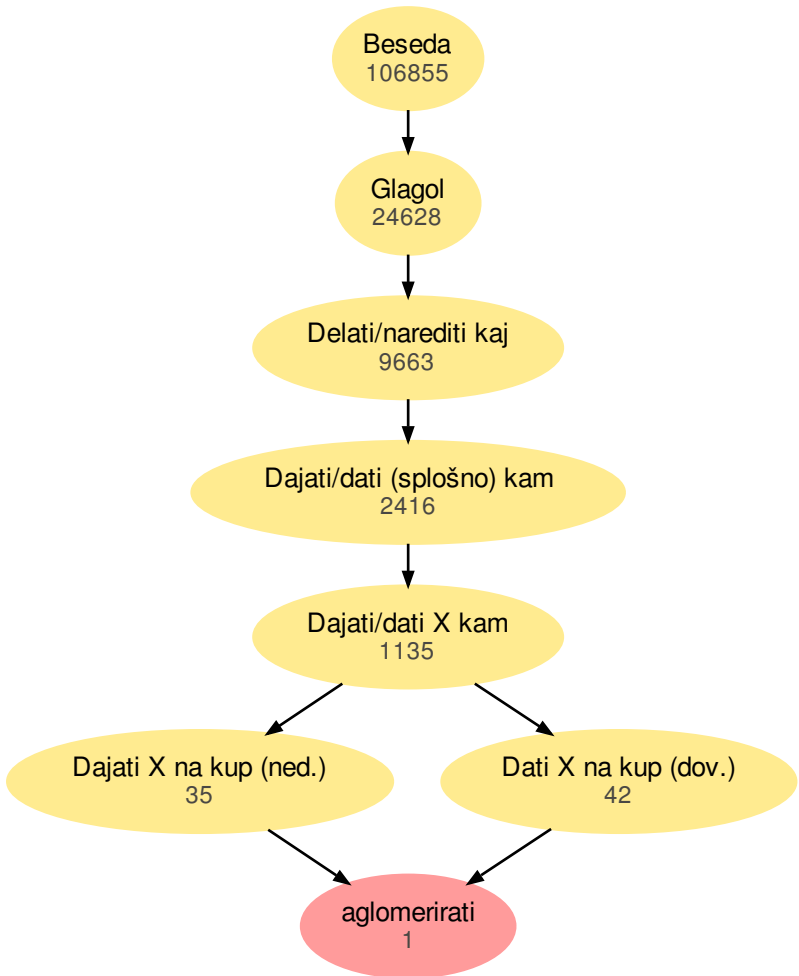 Beseda
106855
Glagol
24628
Delati/narediti kaj
9663
Dajati/dati (splošno) kam
2416
Dajati/dati X kam
1135
Dajati X na kup (ned.)
35
Dati X na kup (dov.)
42
aglomerirati
1